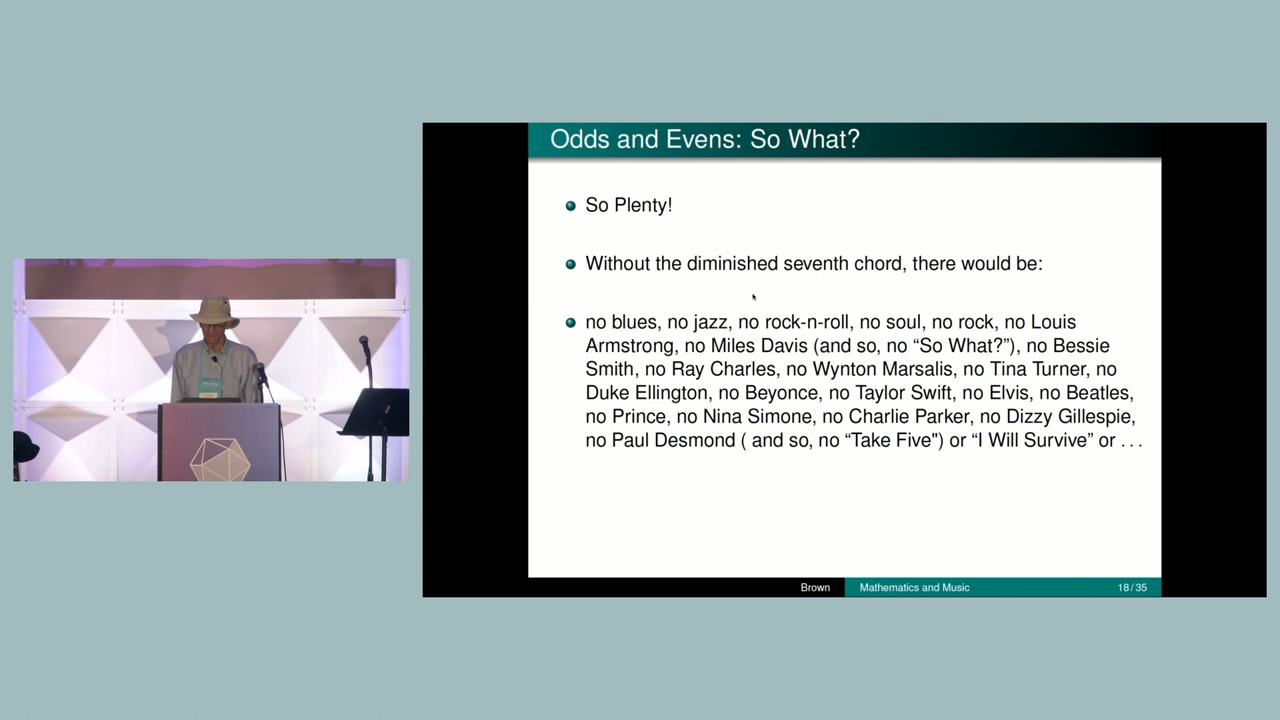 Odds and Evens: So What?
So Plenty!
Without the diminished seventh chord, there would be:
no blues, no jazz, no rock-n-roll, no soul, no rock, no Louis
Armstrong, no Miles Davis (and so, no “So What?”), no Bessie
Smith, no Ray Charles, no Wynton Marsalis, no Tina Turner, no
Duke Ellington, no Beyonce, no Taylor Swift, no Elvis, no Beatles,
no Prince, no Nina Simone, no Charlie Parker, no Dizzy Gillespie,
no Paul Desmond ( and so, no “Take Five") or “I Will Survive” or . . .
Brown
Mathematics and Music
18 / 35